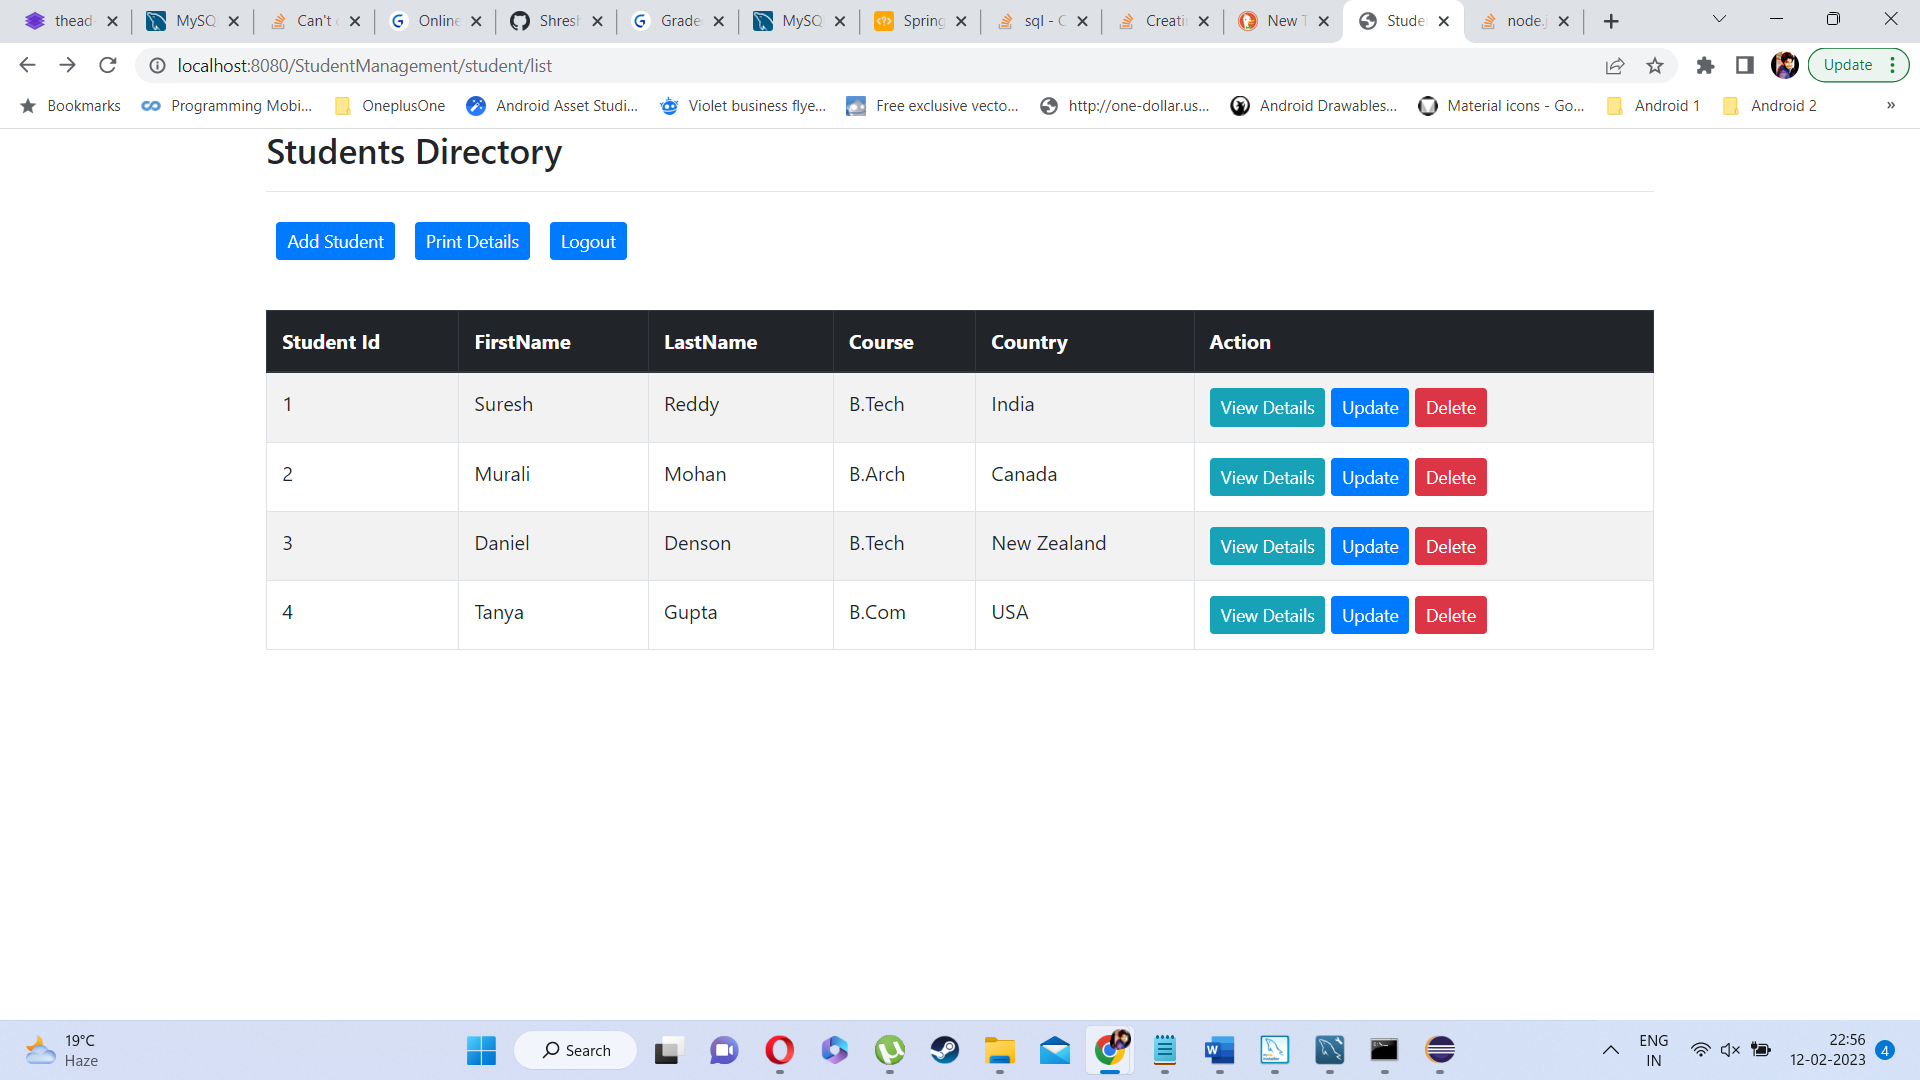 thead
MySQ
Can't
Online
Shresh
Grade
MySQ
Spring
sql - C
Creati
New T
Stude
node.j
localhost:8080/StudentManagement/student/list
Update
Bookmarks
Programming Mobi...
OneplusOne
Android Asset Studi...
Violet business flye...
Free exclusive vecto...
http://one-dollar.us...
Android Drawables...
Material icons - Go...
Android 1
Android 2
»
Students Directory
Add Student Print Details Logout
Student Id FirstName LastName Course Country Action
1 Suresh Reddy B.Tech India View Details Update Delete
2 Murali Mohan B.Arch Canada View Details Update Delete
3 Daniel Denson B.Tech New Zealand View Details Update Delete
4 Tanya Gupta B.Com USA View Details Update Delete
19°C
Haze
Search
ENG
IN
22:56
12-02-2023
4